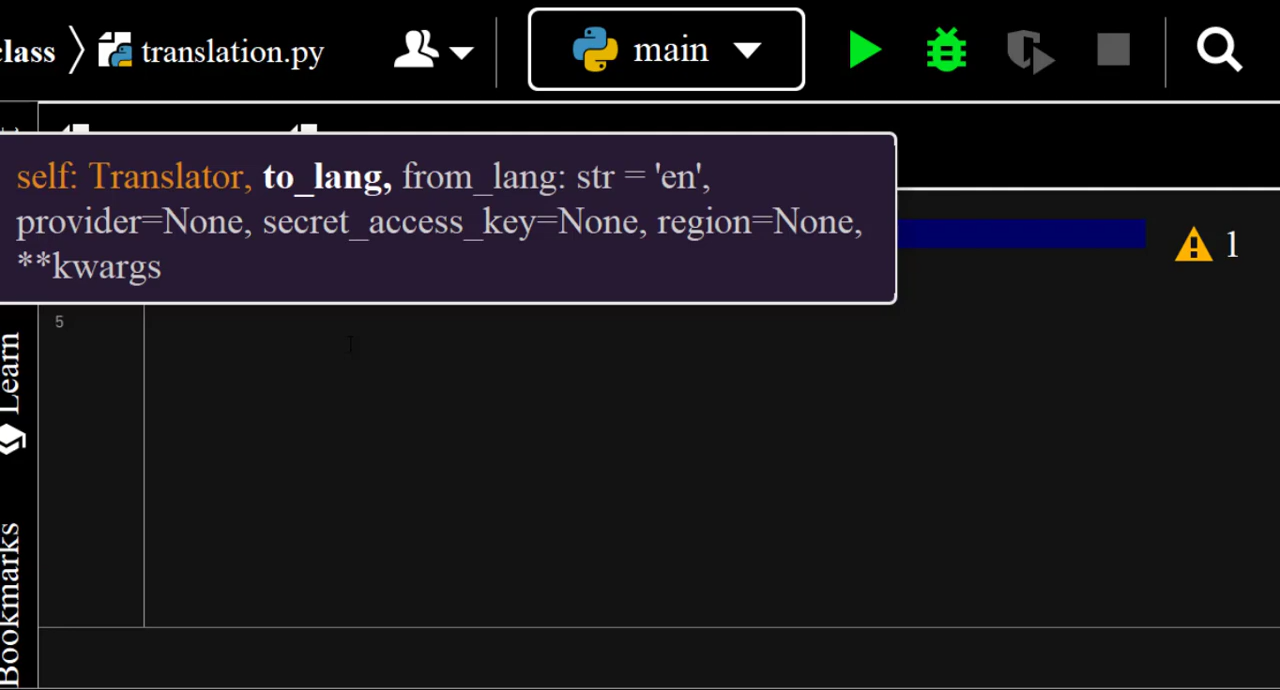 class 〉 translation.py
main
self: Translator, to_lang, from_lang: str = 'en',
provider=None, secret_access_key=None, region=None,
**kwargs
1
5
Learn
Bookmarks